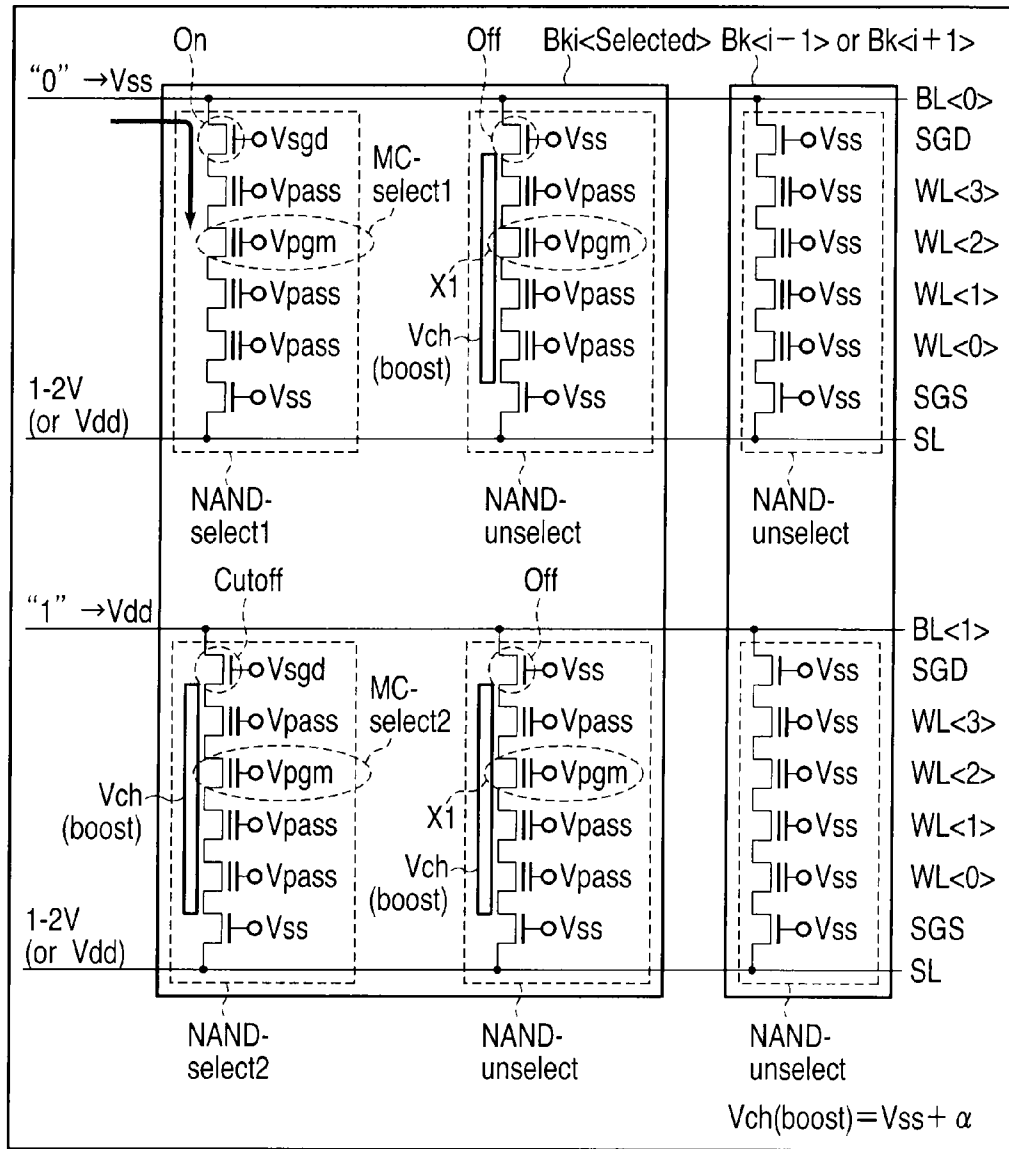 On
Off
Bki<Selected> Bk<i−1> or Bk<i+1>
“0” →Vss
BL<0>
Vsgd
Vss
Vss
SGD
MC-
select1
Vpass
Vpass
Vss
WL<3>
Vpgm
Vpgm
Vss
WL<2>
X1
Vpass
Vpass
Vss
WL<1>
Vch
(boost)
Vpass
Vpass
Vss
WL<0>
1-2V
(or Vdd)
Vss
Vss
Vss
SGS
SL
NAND-
select1
NAND-
unselect
NAND-
unselect
Cutoff
Off
“1” →Vdd
BL<1>
Vsgd
Vss
Vss
SGD
MC-
select2
Vpass
Vpass
Vss
WL<3>
Vpgm
Vpgm
Vss
WL<2>
Vch
(boost)
X1
Vpass
Vpass
Vss
WL<1>
Vch
(boost)
Vpass
Vpass
Vss
WL<0>
1-2V
(or Vdd)
Vss
Vss
Vss
SGS
SL
NAND-
select2
NAND-
unselect
NAND-
unselect
Vch(boost)=Vss+ α